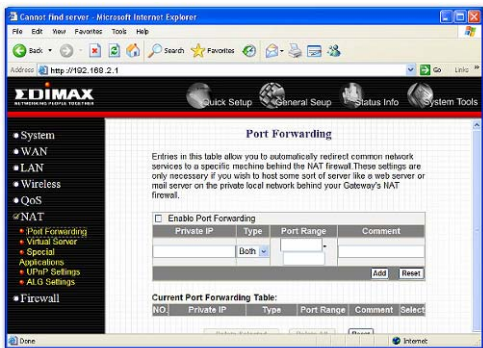 Cannot find server - Microsoft Internet Explorer
File Edit View Favorites Tools Help
Back Search Favorites
Address http://192.168.2.1 Go Links
EDIMAX
NETWORKING PEOPLE TOGETHER
Quick Setup General Seup Status Info System Tools
System
WAN
LAN
Wireless
QoS
NAT
Port Forwarding
Virtual Server
Special
Applications
UPnP Settings
ALG Settings
Firewall
Port Forwarding
Entries in this table allow you to automatically redirect common network
services to a specific machine behind the NAT firewall.These settings are
only necessary if you wish to host some sort of server like a web server or
mail server on the private local network behind your Gateway's NAT
firewall.
Enable Port Forwarding
Private IP Type Port Range Comment
Both -
Add Reset
Current Port Forwarding Table:
NO. Private IP Type Port Range Comment Select
Delete Selected Delete All Reset
Done Internet